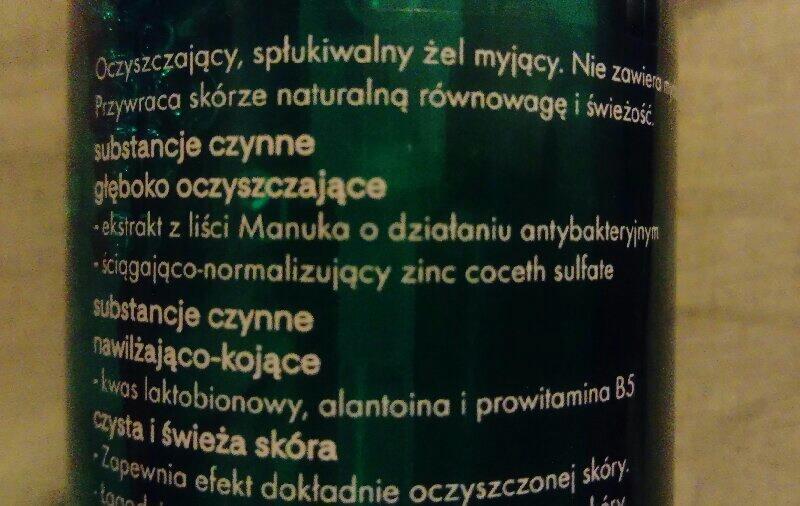 Oczyszczający, spłukiwalny żel myjący. Nie zawiera
Przywraca skórze naturalną równowagę i świeżość.
substancje czynne
głęboko oczyszczające
- ekstrakt z liści Manuka o działaniu antybakteryjnym
- ściągająco-normalizujący zinc coceth sulfate
substancje czynne
nawilżająco-kojące
- kwas laktobionowy, alantoina i prowitamina B5
czysta i świeża skóra
- Zapewnia efekt dokładnie oczyszczonej skóry.